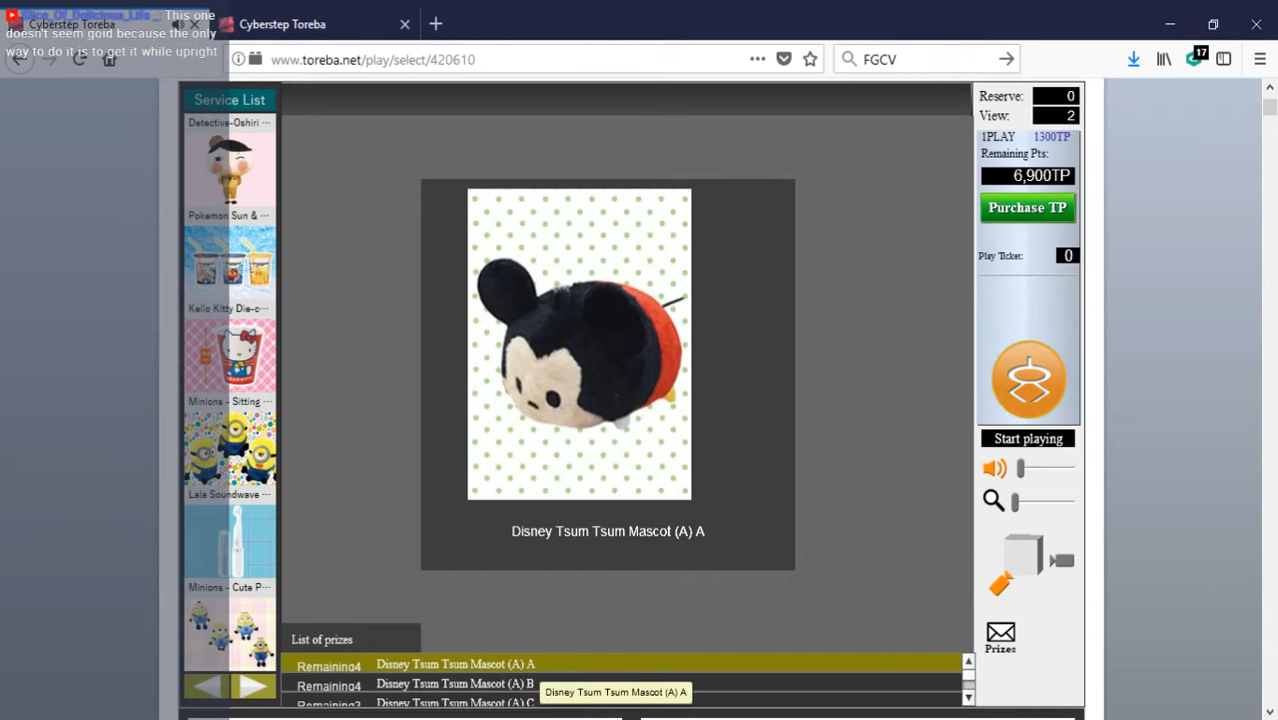 Slice_Of_Delicious_Life_ This one
doesn't seem goid because the only
way to do it is to get it while upright
Cyberstep Toreba
Cyberstep Toreba
www.toreba.net/play/select/420610
FGCV
17
Service List
Detective-Oshiri ...
Pokemon Sun & ...
Kello Kitty Die-c...
Minions - Sitting ...
Lala Soundwave ...
Minions - Cute P...
Disney Tsum Tsum Mascot (A) A
List of prizes
Remaining4 Disney Tsum Tsum Mascot (A) A
Remaining4 Disney Tsum Tsum Mascot (A) B
Disney Tsum Tsum Mascot (A) A
Remaining2 Disney Tsum Tsum Mascot (A) C
Reserve: 0
View: 2
1PLAY 1300TP
Remaining Pts:
6,900TP
Purchase TP
Play Ticket: 0
Start playing
Prizes